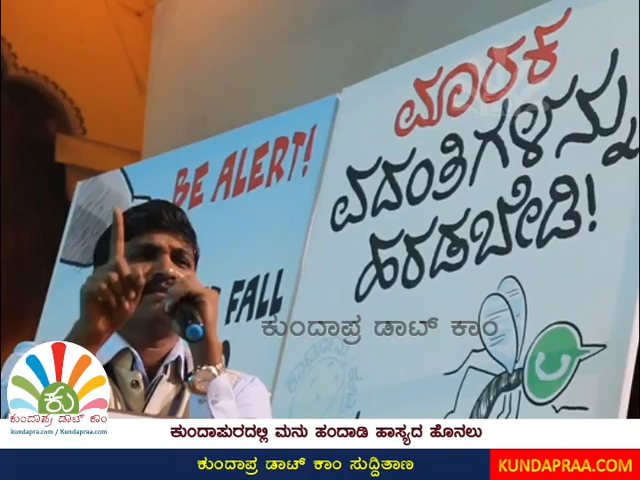 BE ALERT!
FALL
ಮಾರಕ
ವದಂತಿಗಳನ್ನು
ಹರಡಬೇಡಿ!
ಕುಂದಾಪ್ರ ಡಾಟ್ ಕಾಂ
ಕು
ಕುಂದಾಪ್ರ ಡಾಟ್ ಕಾಂ
kundapra.com / Kundapraa.com
ಕುಂದಾಪುರದಲ್ಲಿ ಮನು ಹಂದಾಡಿ ಹಾಸ್ಯದ ಹೊನಲು
ಕುಂದಾಪ್ರ ಡಾಟ್ ಕಾಂ ಸುದ್ದಿತಾಣ
KUNDAPRAA.COM